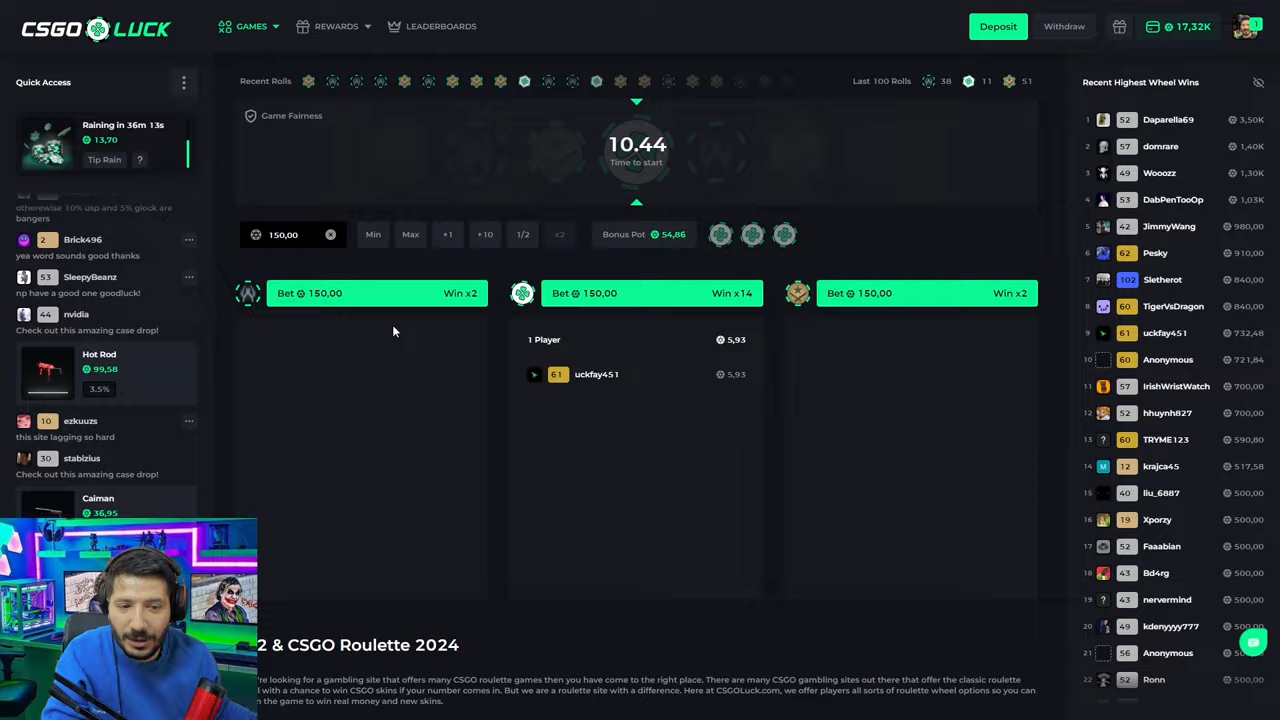 CSGO LUCK
GAMES
REWARDS
LEADERBOARDS
Deposit
Withdraw
17,32K
1
Quick Access
Raining in 36m 13s
13,70
Tip Rain
?
otherewise 10% usp and 5% glock are
bangers
2 Brick496
yea word sounds good thanks
53 SleepyBeanz
np have a good one goodluck!
44 nvidia
Check out this amazing case drop!
Hot Rod
99,58
3.5%
10 ezkuuzs
this site lagging so hard
30 stabizius
Check out this amazing case drop!
Caiman
36,95
Recent Rolls
Last 100 Rolls 38 11 51
Game Fairness
10.44
Time to start
150,00
Min
Max
+1
+10
1/2
x2
Bonus Pot 54,86
Bet 150,00 Win x2
Bet 150,00 Win x14
Bet 150,00 Win x2
1 Player 5,93
61 uckfay451 5,93
2 & CSGO Roulette 2024
're looking for a gambling site that offers many CSGO roulette games then you have come to the right place. There are many CSGO gambling sites out there that offer the classic roulette
with a chance to win CSGO skins if your number comes in. But we are a roulette site with a difference. Here at CSGOLuck.com, we offer players all sorts of roulette wheel options so you can
the game to win real money and new skins.
Recent Highest Wheel Wins
1 52 Daparella69 3,50K
2 57 domrare 1,40K
3 49 Wooozz 1,30K
4 53 DabPenTooOp 1,03K
5 42 JimmyWang 980,00
6 62 Pesky 910,00
7 102 Sletherot 840,00
8 60 TigerVsDragon 840,00
9 61 uckfay451 732,48
10 60 Anonymous 721,84
11 57 IrishWristWatch 700,00
12 52 hhuynh827 700,00
13 ? 60 TRYME123 590,80
14 M 12 krajca45 517,58
15 40 liu_6887 500,00
16 19 Xporzy 500,00
17 52 Faaabian 500,00
18 43 Bd4rg 500,00
19 ? 43 nervermind 500,00
20 49 kdenyyyy777 500,00
21 56 Anonymous
22 52 Ronn 500,00